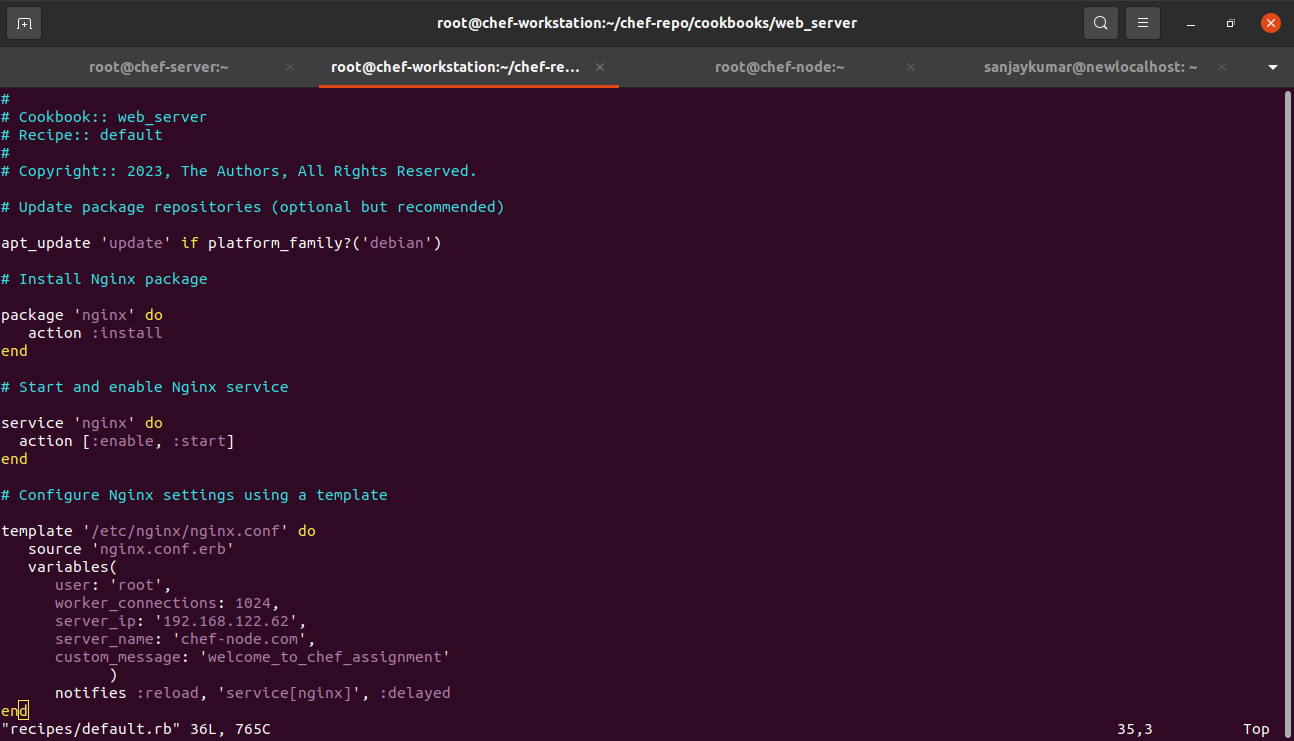 root@chef-workstation:~/chef-repo/cookbooks/web_server
root@chef-server:~
root@chef-workstation:~/chef-re...
root@chef-node:~
sanjaykumar@newlocalhost: ~
#
# Cookbook:: web_server
# Recipe:: default
#
# Copyright:: 2023, The Authors, All Rights Reserved.
# Update package repositories (optional but recommended)
apt_update 'update' if platform_family?('debian')
# Install Nginx package
package 'nginx' do
   action :install
end
# Start and enable Nginx service
service 'nginx' do
  action [:enable, :start]
end
# Configure Nginx settings using a template
template '/etc/nginx/nginx.conf' do
   source 'nginx.conf.erb'
   variables(
      user: 'root',
      worker_connections: 1024,
      server_ip: '192.168.122.62',
      server_name: 'chef-node.com',
      custom_message: 'welcome_to_chef_assignment'
            )
      notifies :reload, 'service[nginx]', :delayed
end
"recipes/default.rb" 36L, 765C 35,3 Top